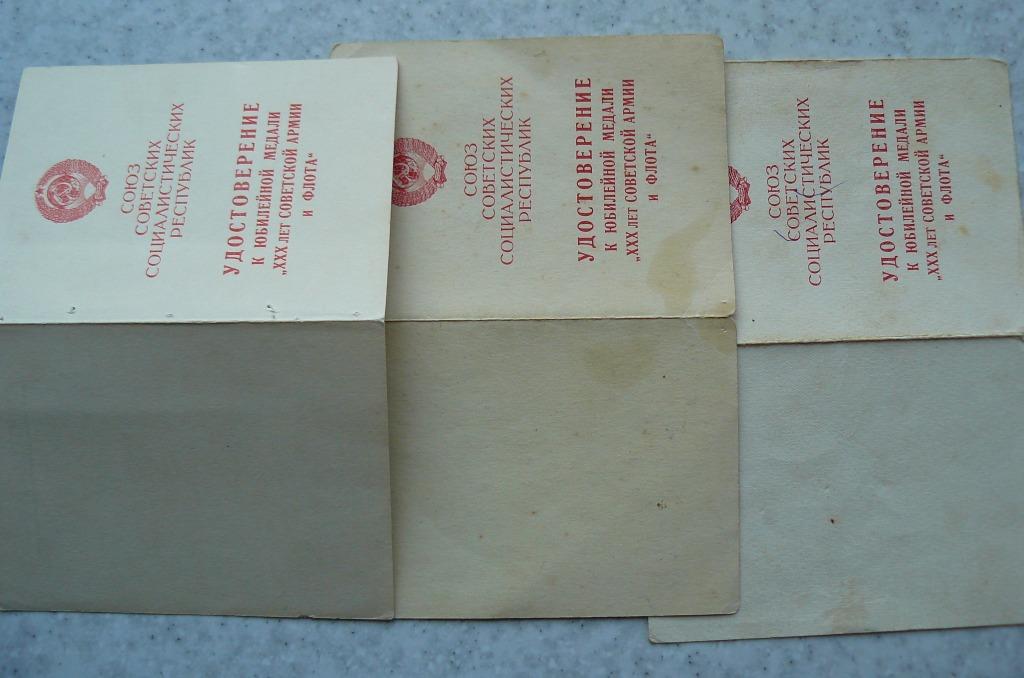 СОЮЗ
СОВЕТСКИХ
СОЦИАЛИСТИЧЕСКИХ
РЕСПУБЛИК
УДОСТОВЕРЕНИЕ
К ЮБИЛЕЙНОЙ МЕДАЛИ
„XXX ЛЕТ СОВЕТСКОЙ АРМИИ
И ФЛОТА“
СОЮЗ
СОВЕТСКИХ
СОЦИАЛИСТИЧЕСКИХ
РЕСПУБЛИК
УДОСТОВЕРЕНИЕ
К ЮБИЛЕЙНОЙ МЕДАЛИ
„XXX ЛЕТ СОВЕТСКОЙ АРМИИ
И ФЛОТА“
СОЮЗ
СОВЕТСКИХ
СОЦИАЛИСТИЧЕСКИХ
РЕСПУБЛИК
УДОСТОВЕРЕНИЕ
К ЮБИЛЕЙНОЙ МЕДАЛИ
„XXX ЛЕТ СОВЕТСКОЙ АРМИИ
И ФЛОТА“